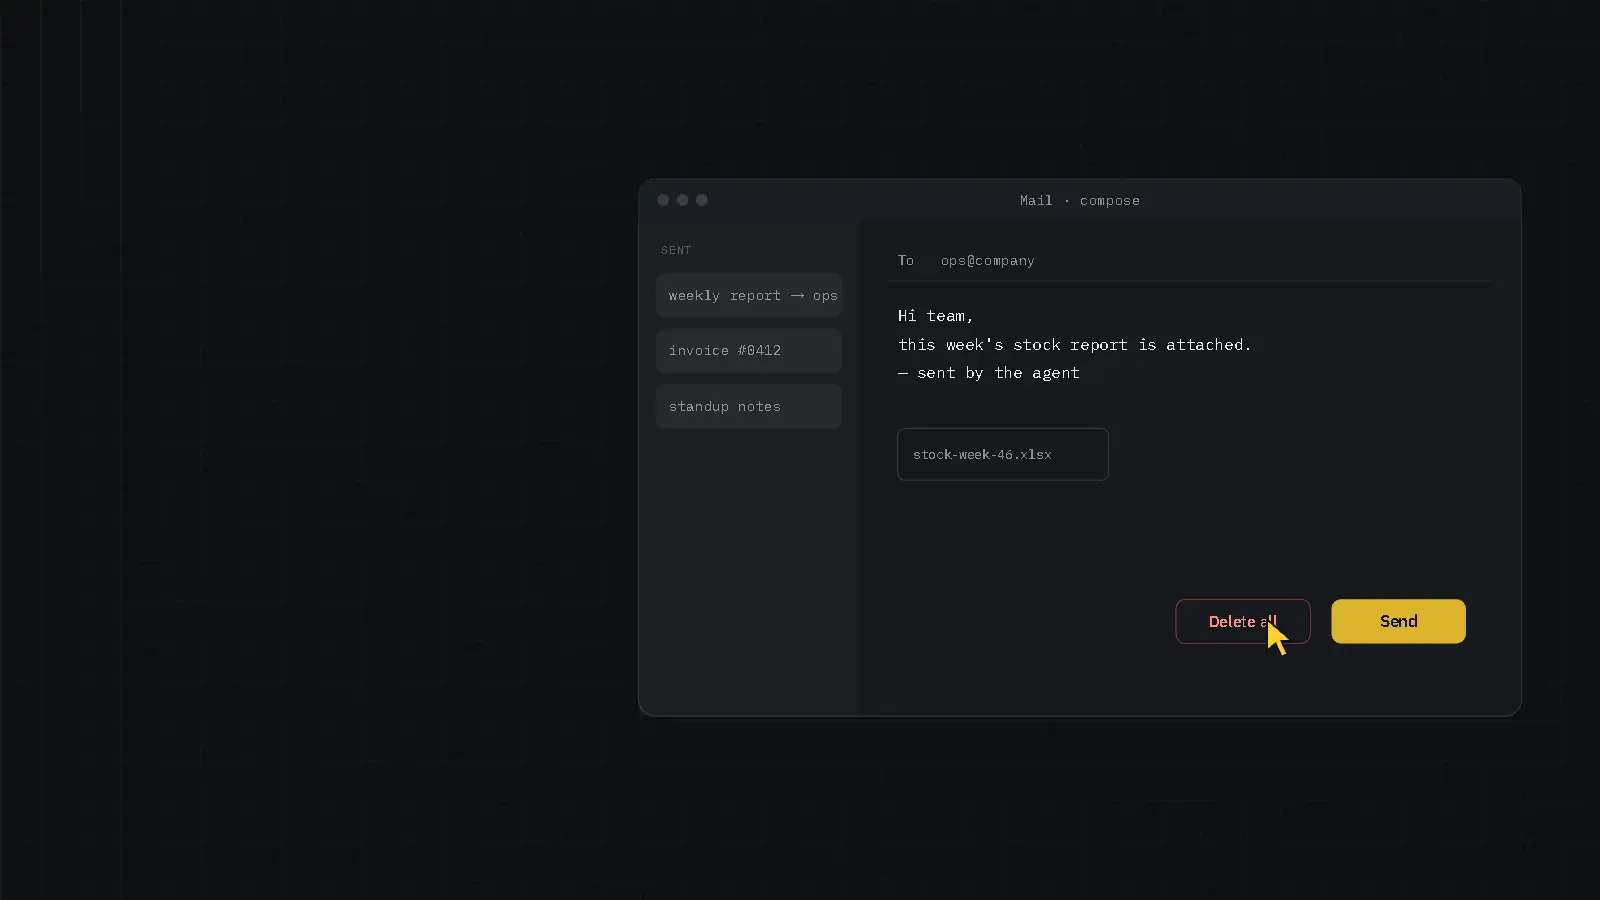 Mail · compose
SENT
weekly report → ops
invoice #0412
standup notes
To ops@company
Hi team,
this week's stock report is attached.
— sent by the agent
stock-week-46.xlsx
Delete all
Send